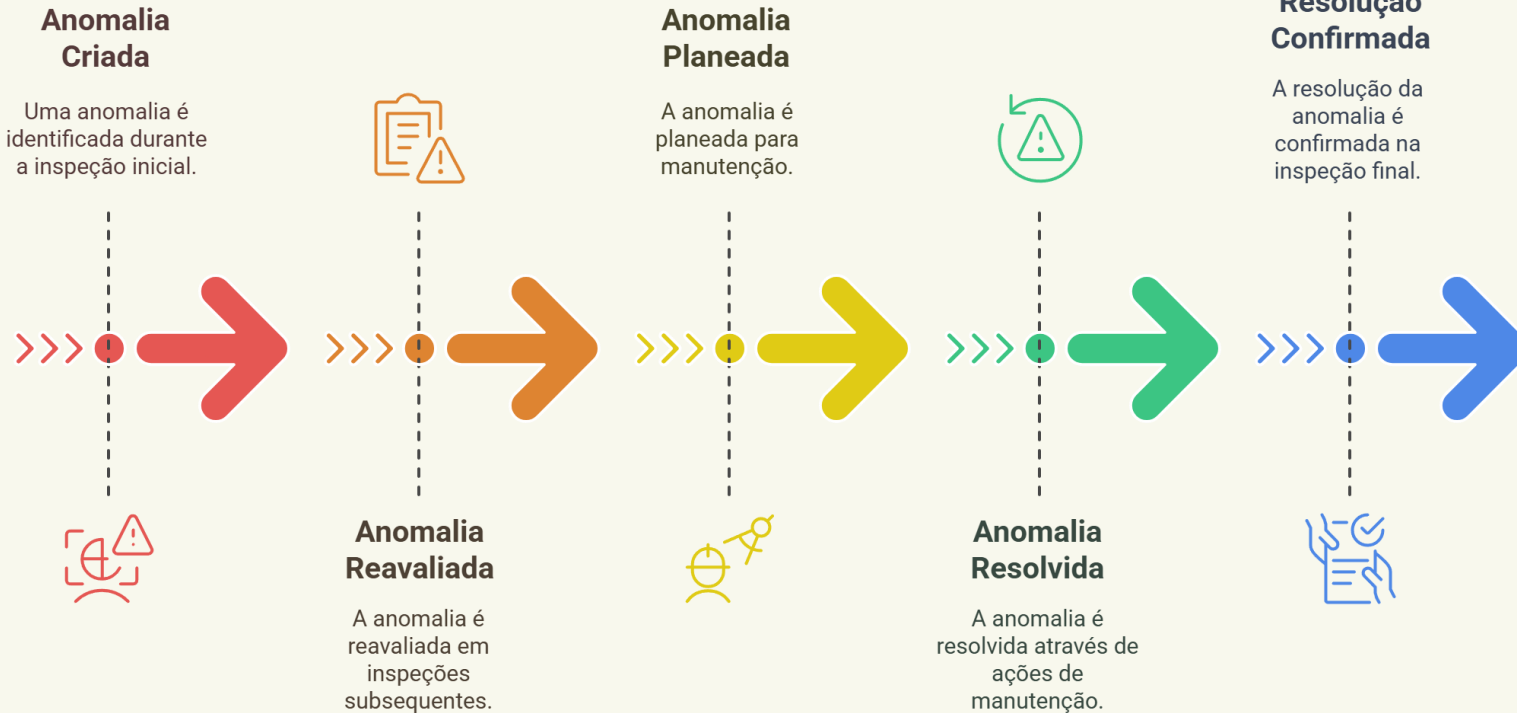 Anomalia
Criada
Uma anomalia é
identificada durante
a inspeção inicial.
Anomalia
Reavaliada
A anomalia é
reavaliada em
inspeções
subsequentes.
Anomalia
Planeada
A anomalia é
planeada para
manutenção.
Anomalia
Resolvida
A anomalia é
resolvida através de
ações de
manutenção.
Resolução
Confirmada
A resolução da
anomalia é
confirmada na
inspeção final.